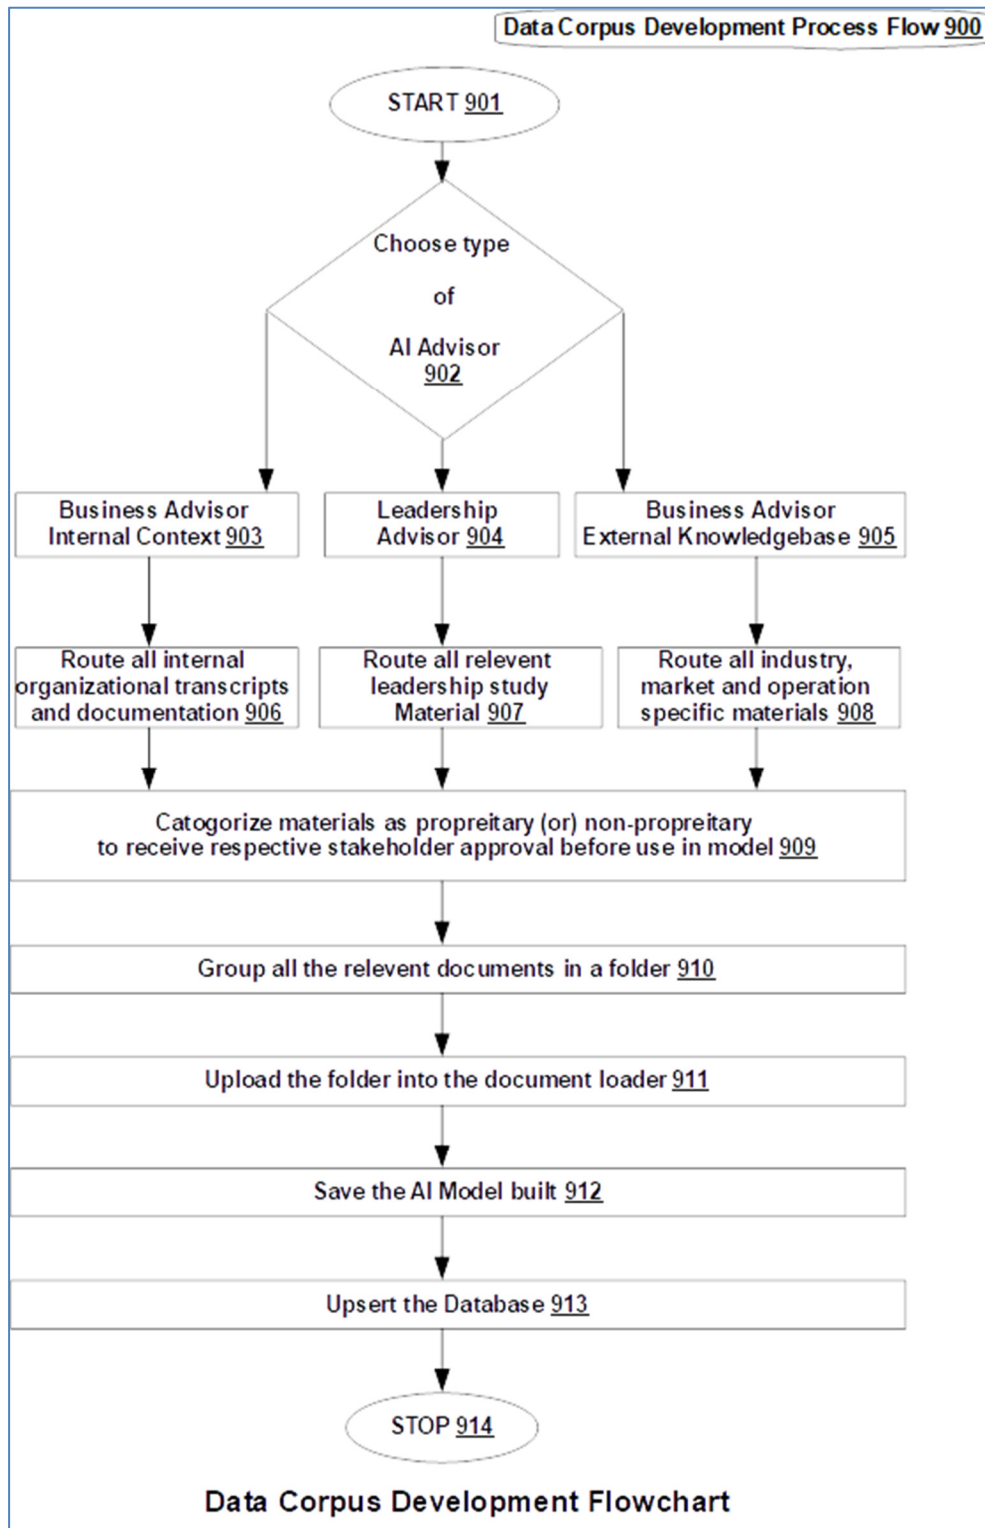 Data Corpus Development Process Flow 900
START 901
Choose type
of
AI Advisor
902
Business Advisor
Internal Context 903
Leadership
Advisor 904
Business Advisor
External Knowledgebase 905
Route all internal
organizational transcripts
and documentation 906
Route all relevent
leadership study
Material 907
Route all industry,
market and operation
specific materials 908
Catogorize materials as propreitary (or) non-propreitary
to receive respective stakeholder approval before use in model 909
Group all the relevent documents in a folder 910
Upload the folder into the document loader 911
Save the AI Model built 912
Upsert the Database 913
STOP 914
Data Corpus Development Flowchart